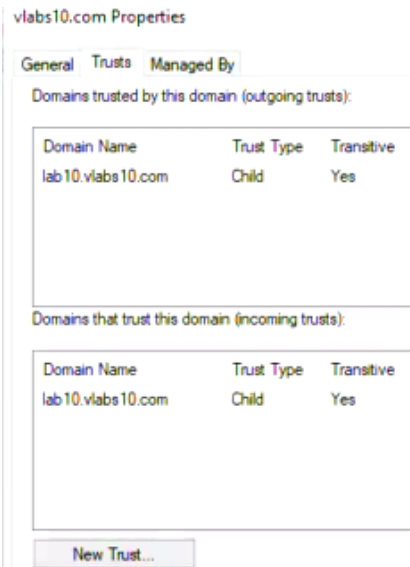 vlabs10.com Properties
General Trusts Managed By
Domains trusted by this domain (outgoing trusts):
Domain Name Trust Type Transitive
lab10.vlabs10.com Child Yes
Domains that trust this domain (incoming trusts):
Domain Name Trust Type Transitive
lab10.vlabs10.com Child Yes
New Trust...